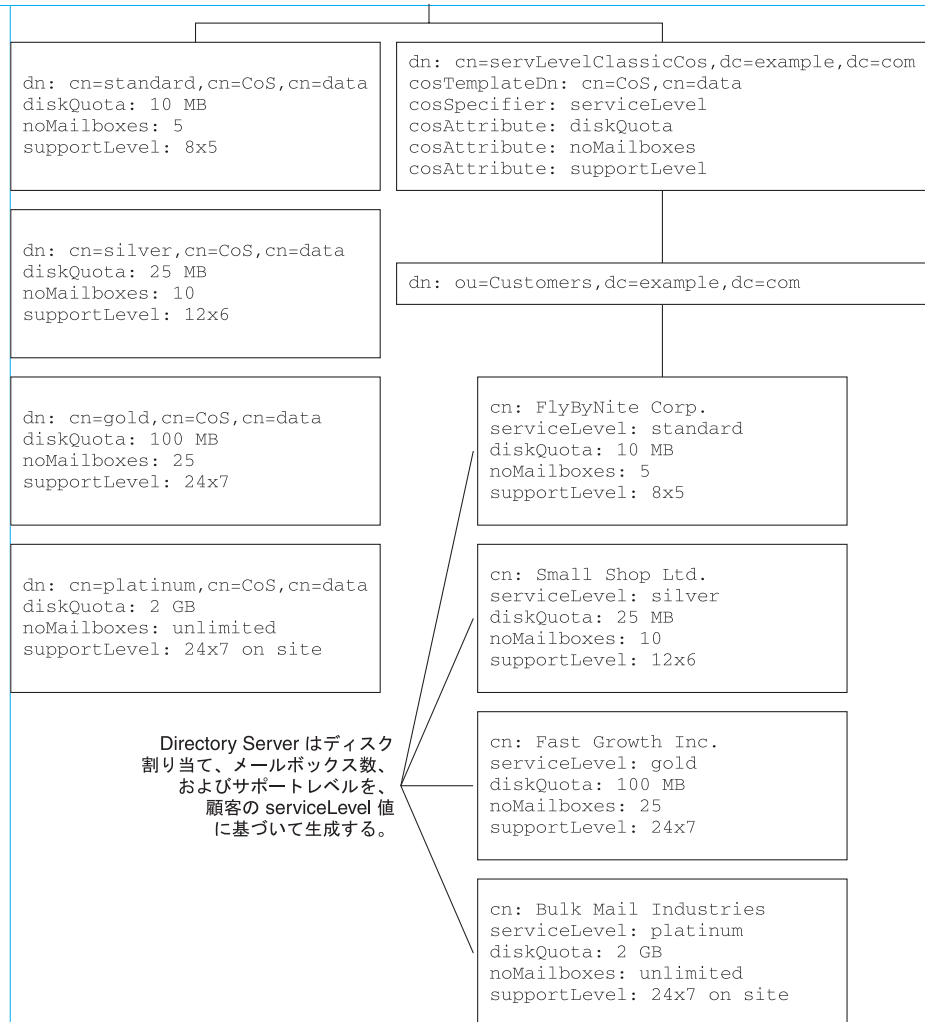 dn: cn=standard,cn=CoS,cn=data
diskQuota: 10 MB
noMailboxes: 5
supportLevel: 8x5
dn: cn=servLevelClassicCos,dc=example,dc=com
cosTemplateDn: cn=CoS,cn=data
cosSpecifier: serviceLevel
cosAttribute: diskQuota
cosAttribute: noMailboxes
cosAttribute: supportLevel
dn: cn=silver,cn=CoS,cn=data
diskQuota: 25 MB
noMailboxes: 10
supportLevel: 12x6
dn: ou=Customers,dc=example,dc=com
dn: cn=gold,cn=CoS,cn=data
diskQuota: 100 MB
noMailboxes: 25
supportLevel: 24x7
cn: FlyByNite Corp.
serviceLevel: standard
diskQuota: 10 MB
noMailboxes: 5
supportLevel: 8x5
dn: cn=platinum,cn=CoS,cn=data
diskQuota: 2 GB
noMailboxes: unlimited
supportLevel: 24x7 on site
cn: Small Shop Ltd.
serviceLevel: silver
diskQuota: 25 MB
noMailboxes: 10
supportLevel: 12x6
Directory Server はディスク
割り当て、メールボックス数、
およびサポートレベルを、
顧客の serviceLevel 値
に基づいて生成する。
cn: Fast Growth Inc.
serviceLevel: gold
diskQuota: 100 MB
noMailboxes: 25
supportLevel: 24x7
cn: Bulk Mail Industries
serviceLevel: platinum
diskQuota: 2 GB
noMailboxes: unlimited
supportLevel: 24x7 on site